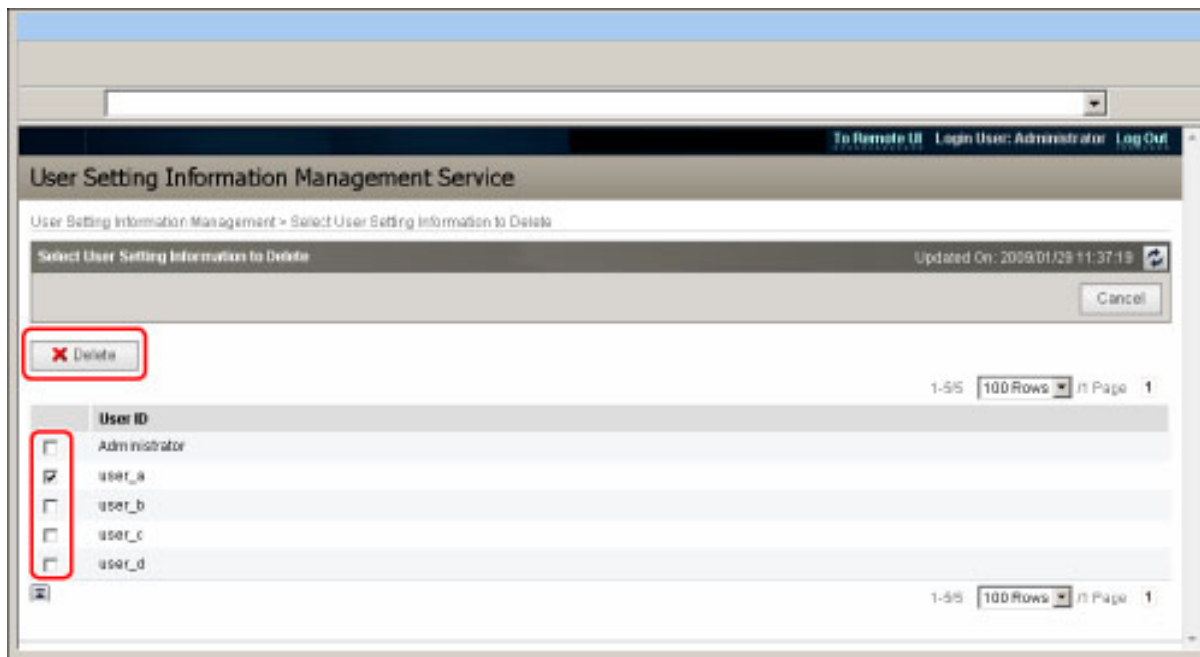 To Remote UI Login User: Administrator Log Out
User Setting Information Management Service
User Setting Information Management > Select User Setting Information to Delete
Select User Setting Information to Delete Updated On: 2009/01/29 11:37:19
Cancel
Delete
1-5/5 100 Rows /1 Page 1
User ID
Administrator
user_a
user_b
user_c
user_d
1-5/5 100 Rows /1 Page 1